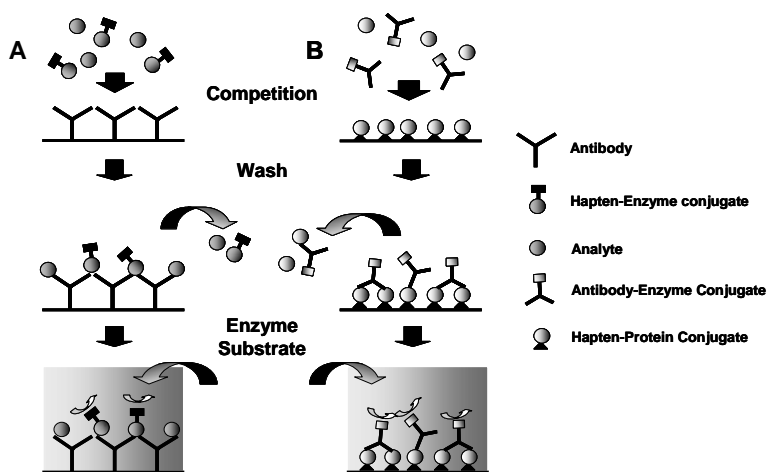 A
B
Competition
Wash
Enzyme
Substrate
Antibody
Hapten-Enzyme conjugate
Analyte
Antibody-Enzyme Conjugate
Hapten-Protein Conjugate